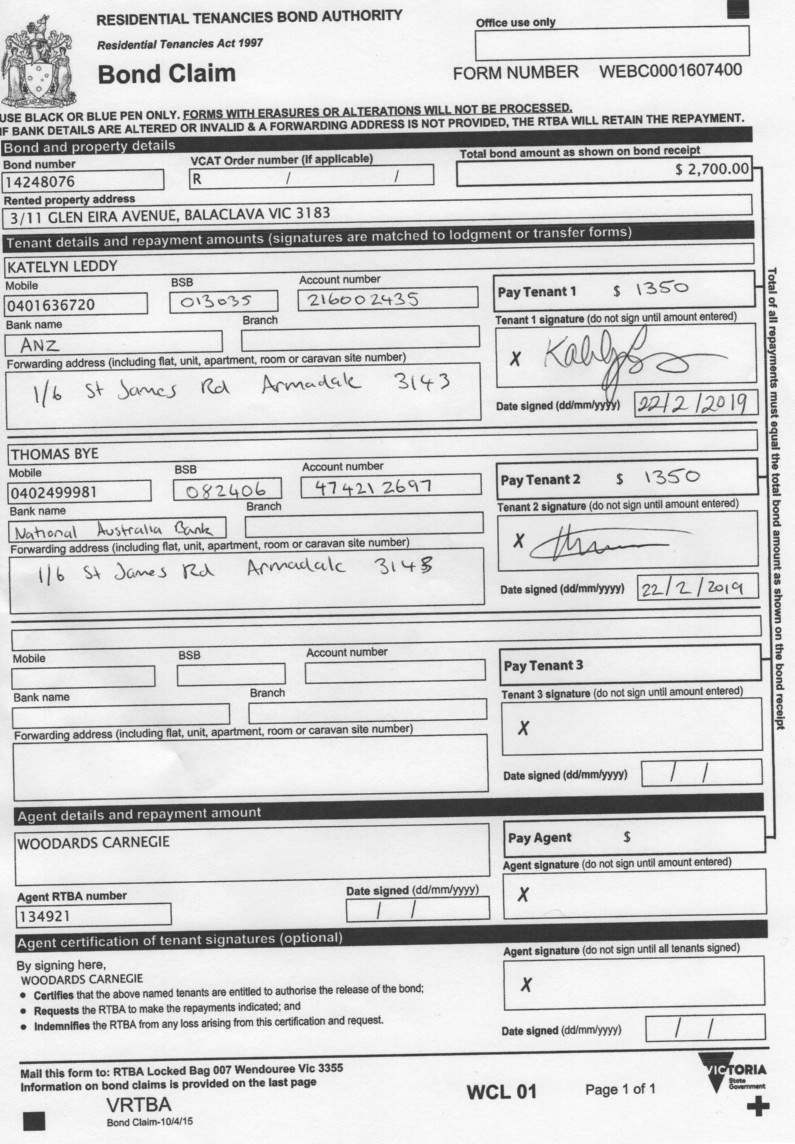 RESIDENTIAL TENANCIES BOND AUTHORITY
Residential Tenancies Act 1997
Bond Claim
Office use only
FORM NUMBER WEBC0001607400
USE BLACK OR BLUE PEN ONLY. FORMS WITH ERASURES OR ALTERATIONS WILL NOT BE PROCESSED.
IF BANK DETAILS ARE ALTERED OR INVALID & A FORWARDING ADDRESS IS NOT PROVIDED, THE RTBA WILL RETAIN THE REPAYMENT.
Bond and property details
Bond number VCAT Order number (if applicable) Total bond amount as shown on bond receipt
14248076 R / / $ 2,700.00
Rented property address
3/11 GLEN EIRA AVENUE, BALACLAVA VIC 3183
Tenant details and repayment amounts (signatures are matched to lodgment or transfer forms)
KATELYN LEDDY
Mobile BSB Account number
0401636720 013035 216002435 Pay Tenant 1 $ 1350
Bank name Branch Tenant 1 signature (do not sign until amount entered)
ANZ X
Forwarding address (including flat, unit, apartment, room or caravan site number)
1/6 St James Rd Armadale 3143
Date signed (dd/mm/yyyy) 22/2/2019
THOMAS BYE
Mobile BSB Account number
0402499981 082406 474212697 Pay Tenant 2 $ 1350
Bank name Branch Tenant 2 signature (do not sign until amount entered)
National Australia Bank X
Forwarding address (including flat, unit, apartment, room or caravan site number)
1/6 St James Rd Armadale 3143
Date signed (dd/mm/yyyy) 22/2/2019
Mobile BSB Account number
Pay Tenant 3
Bank name Branch Tenant 3 signature (do not sign until amount entered)
X
Forwarding address (including flat, unit, apartment, room or caravan site number)
Date signed (dd/mm/yyyy) / /
Total of all repayments must equal the total bond amount as shown on the bond receipt
Agent details and repayment amount
WOODARDS CARNEGIE Pay Agent $
Agent signature (do not sign until amount entered)
Agent RTBA number Date signed (dd/mm/yyyy) X
134921 / /
Agent certification of tenant signatures (optional)
Agent signature (do not sign until all tenants signed)
By signing here,
WOODARDS CARNEGIE X
• Certifies that the above named tenants are entitled to authorise the release of the bond;
• Requests the RTBA to make the repayments indicated; and
• Indemnifies the RTBA from any loss arising from this certification and request.
Date signed (dd/mm/yyyy) / /
Mail this form to: RTBA Locked Bag 007 Wendouree Vic 3355
Information on bond claims is provided on the last page
VRTBA
Bond Claim-10/4/15
WCL 01 Page 1 of 1
VICTORIA
State
Government